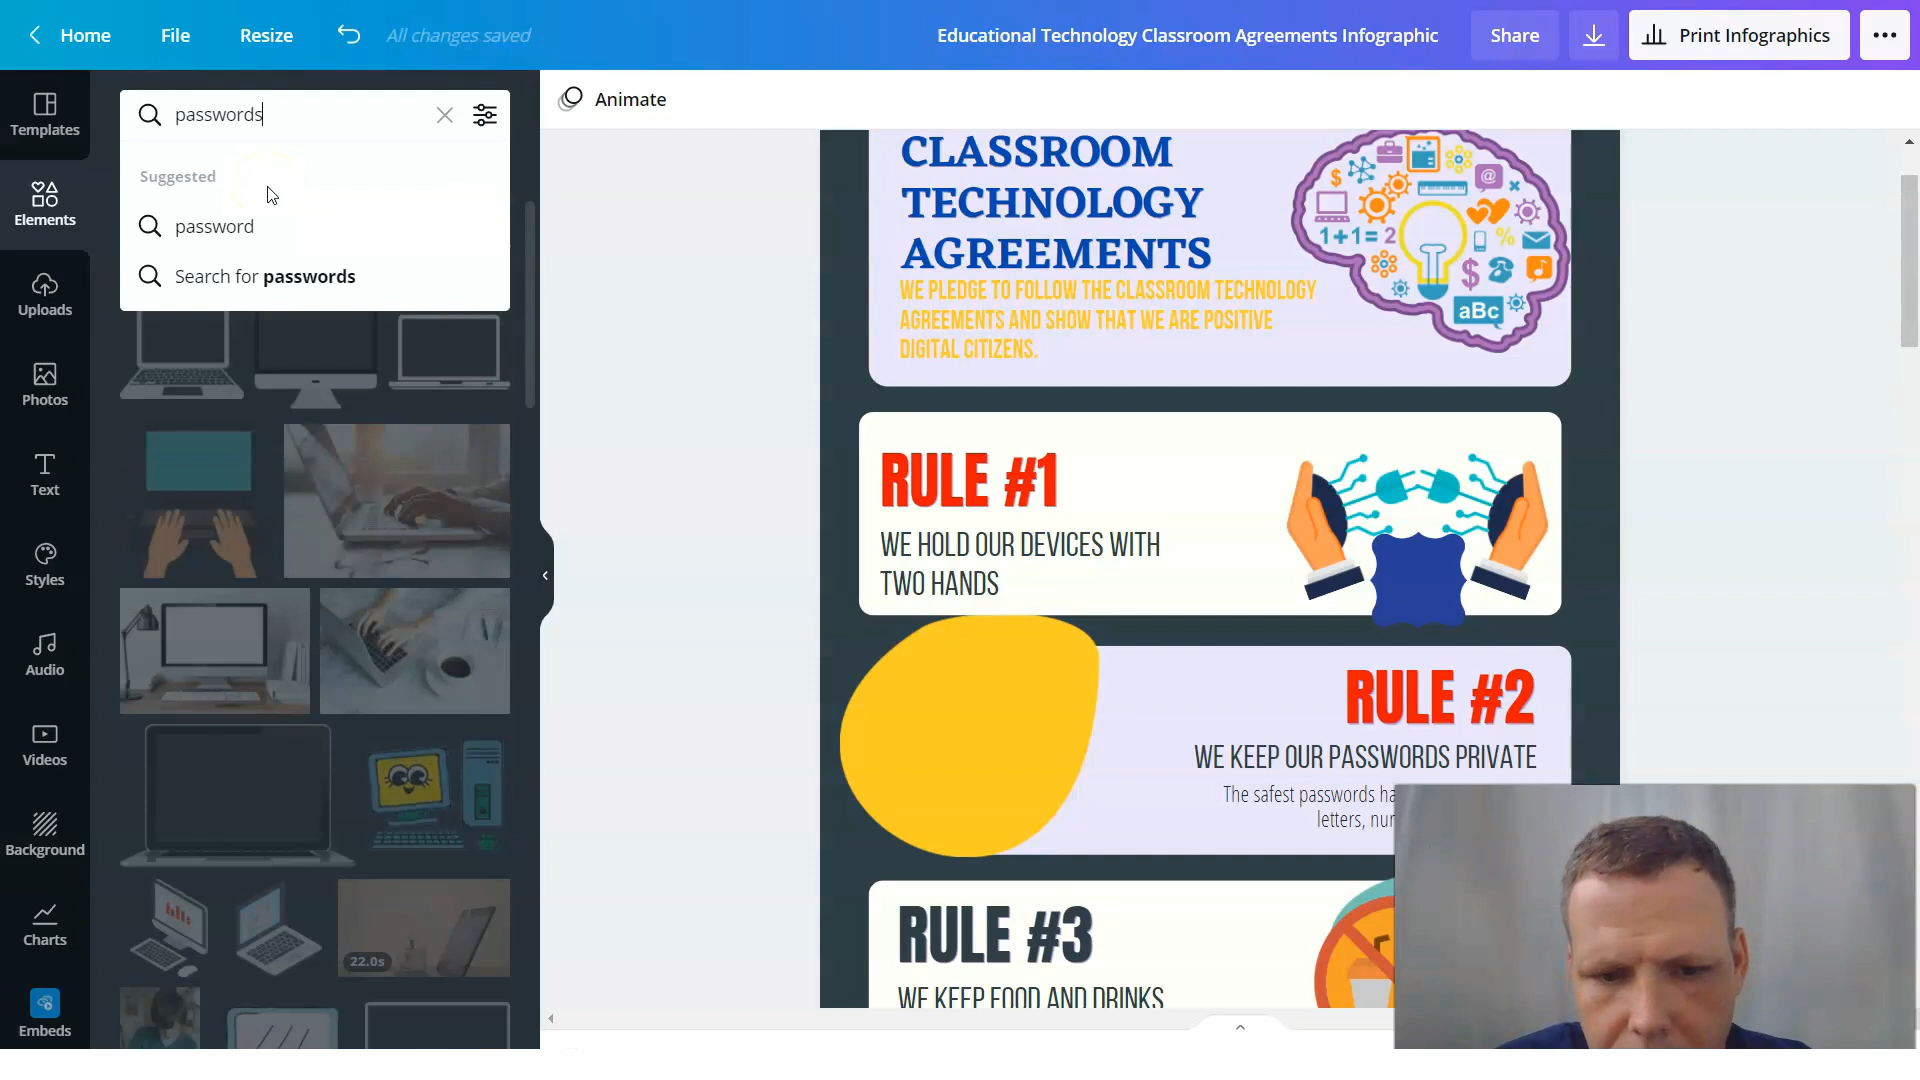 Home
File
Resize
All changes saved
Educational Technology Classroom Agreements Infographic
Share
Print Infographics
Templates
Elements
Uploads
Photos
Text
Styles
Audio
Videos
Background
Charts
Embeds
passwords
Suggested
password
Search for passwords
22.0s
Animate
CLASSROOM
TECHNOLOGY
AGREEMENTS
WE PLEDGE TO FOLLOW THE CLASSROOM TECHNOLOGY
AGREEMENTS AND SHOW THAT WE ARE POSITIVE
DIGITAL CITIZENS.
$
@
1+1=2
%
$
aBc
RULE #1
WE HOLD OUR DEVICES WITH
TWO HANDS
RULE #2
WE KEEP OUR PASSWORDS PRIVATE
The safest passwords ha
letters, nur
RULE #3
WE KEEP FOOD AND DRINKS